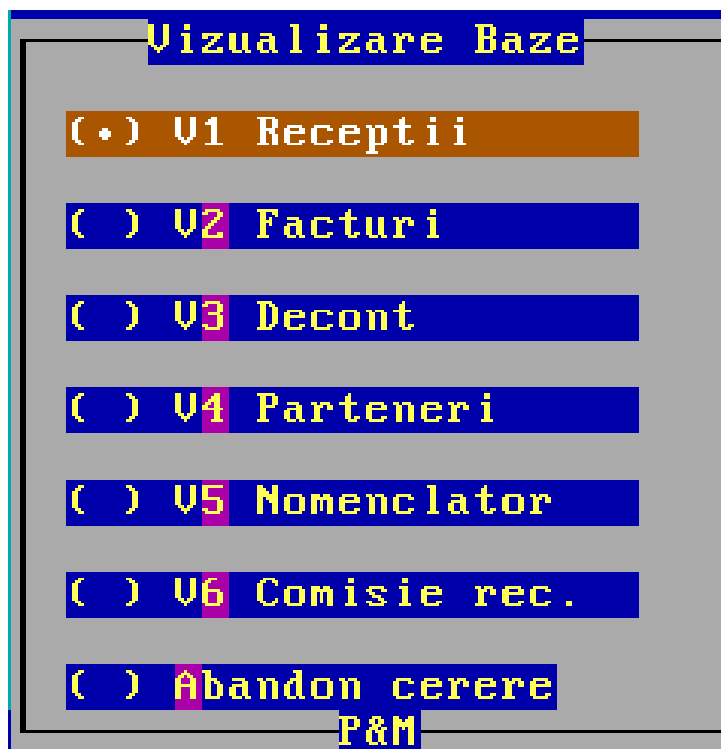 Vizualizare Baze
(•) V1 Receptii
( ) V2 Facturi
( ) V3 Decont
( ) V4 Parteneri
( ) V5 Nomenclator
( ) V6 Comisie rec.
( ) Abandon cerere
P&M